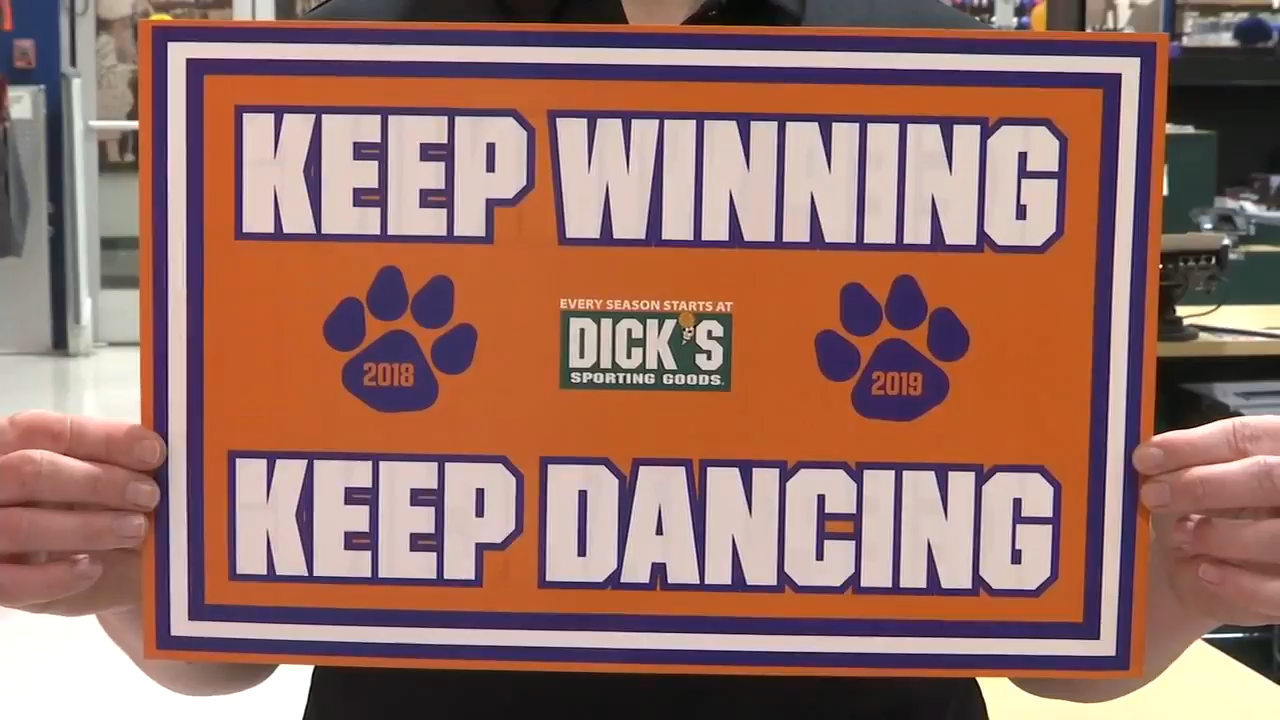 KEEP WINNING
EVERY SEASON STARTS AT
DICK'S
SPORTING GOODS.
2018
2019
KEEP DANCING